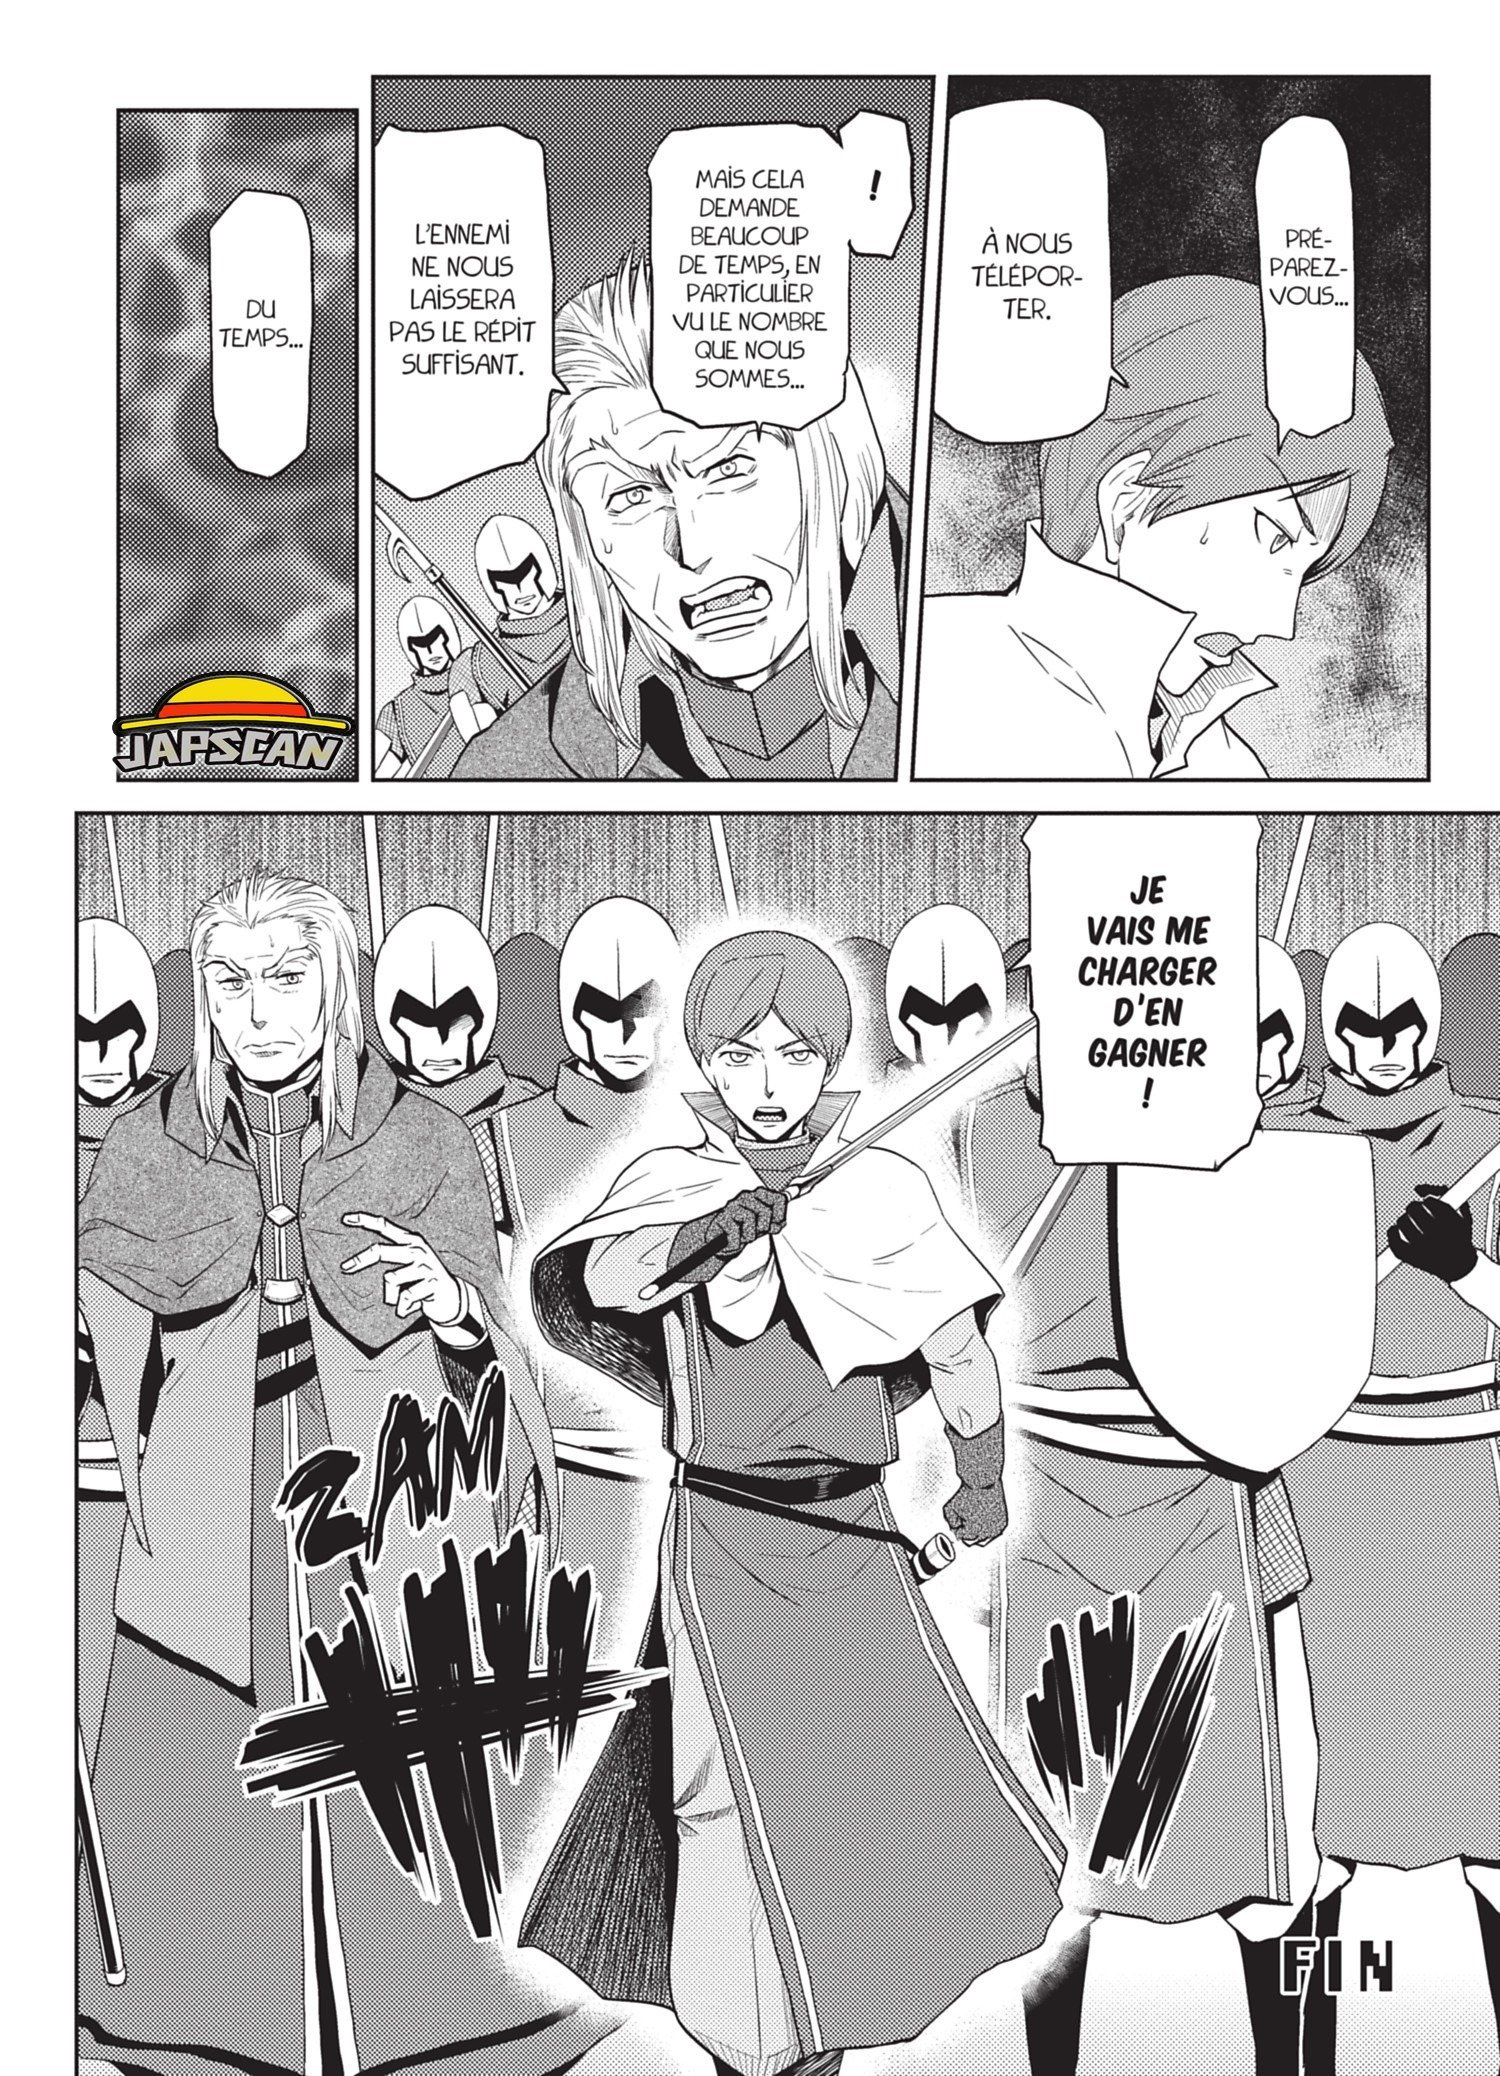 PRÉ-
PAREZ-
VOUS...
À NOUS
TÉLÉPOR-
TER.
!
MAIS CELA
DEMANDE
BEAUCOUP
DE TEMPS, EN
PARTICULIER
VU LE NOMBRE
QUE NOUS
SOMMES...
L'ENNEMI
NE NOUS
LAISSERA
PAS LE RÉPIT
SUFFISANT.
DU
TEMPS...
JAPSCAN
JE
VAIS ME
CHARGER
D'EN
GAGNER
!
ZAM
FIN